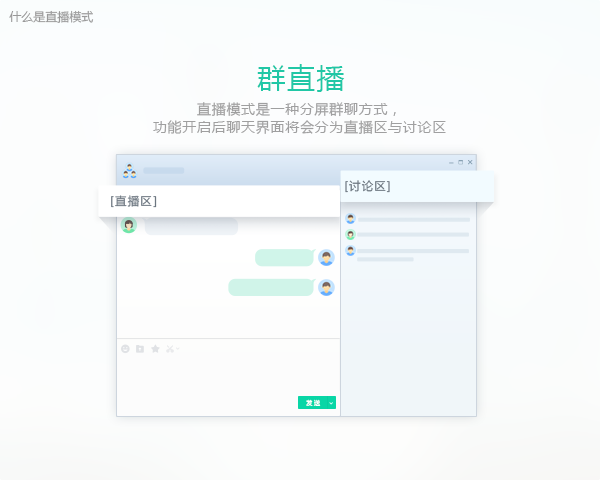 什么是直播模式
群直播
直播模式是一种分屏群聊方式，
功能开启后聊天界面将会分为直播区与讨论区
[讨论区]
[直播区]
发送